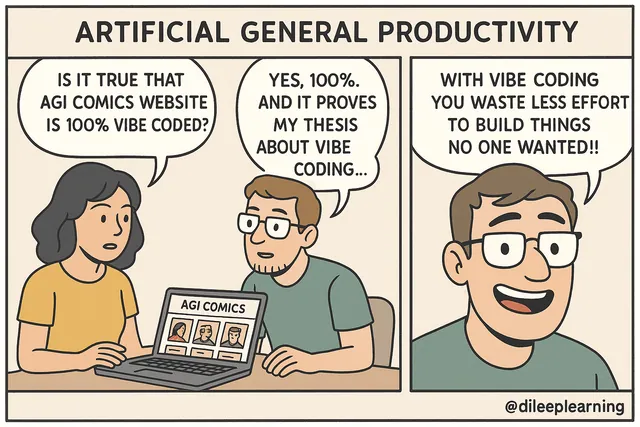 ARTIFICIAL GENERAL PRODUCTIVITY
IS IT TRUE THAT
AGI COMICS WEBSITE
IS 100% VIBE CODED?
YES, 100%.
AND IT PROVES
MY THESIS
ABOUT VIBE
CODING...
AGI COMICS
WITH VIBE CODING
YOU WASTE LESS EFFORT
TO BUILD THINGS
NO ONE WANTED!!
@dileeplearning